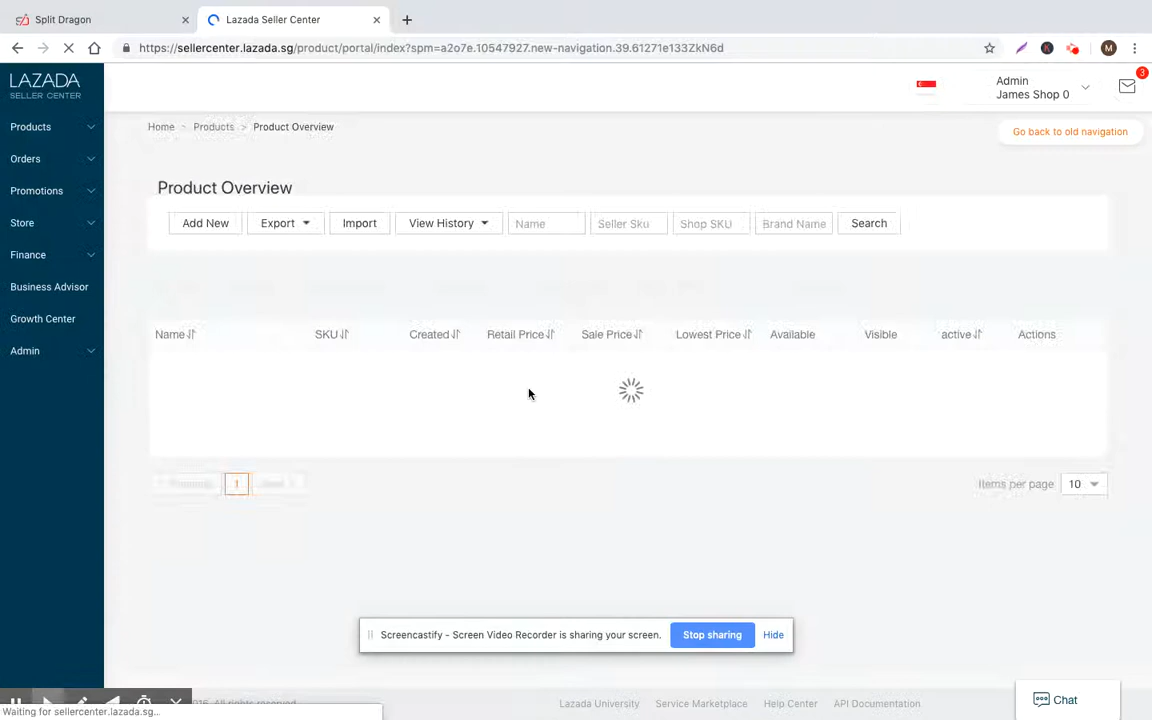 Split Dragon
Lazada Seller Center
https://sellercenter.lazada.sg/product/portal/index?spm=a2o7e.10547927.new-navigation.39.61271e133ZkN6d
K
M
LAZADA
SELLER CENTER
Admin
James Shop 0
3
Go back to old navigation
Products
Orders
Promotions
Store
Finance
Business Advisor
Growth Center
Admin
Home > Products > Product Overview
Product Overview
Add New
Export
Import
View History
Name
Seller Sku
Shop SKU
Brand Name
Search
Name SKU Created Retail Price Sale Price Lowest Price Available Visible active Actions
1
Items per page 10
Screencastify - Screen Video Recorder is sharing your screen. Stop sharing Hide
All rights reserved
Lazada University Service Marketplace Help Center API Documentation
Chat
Waiting for sellercenter.lazada.sg...